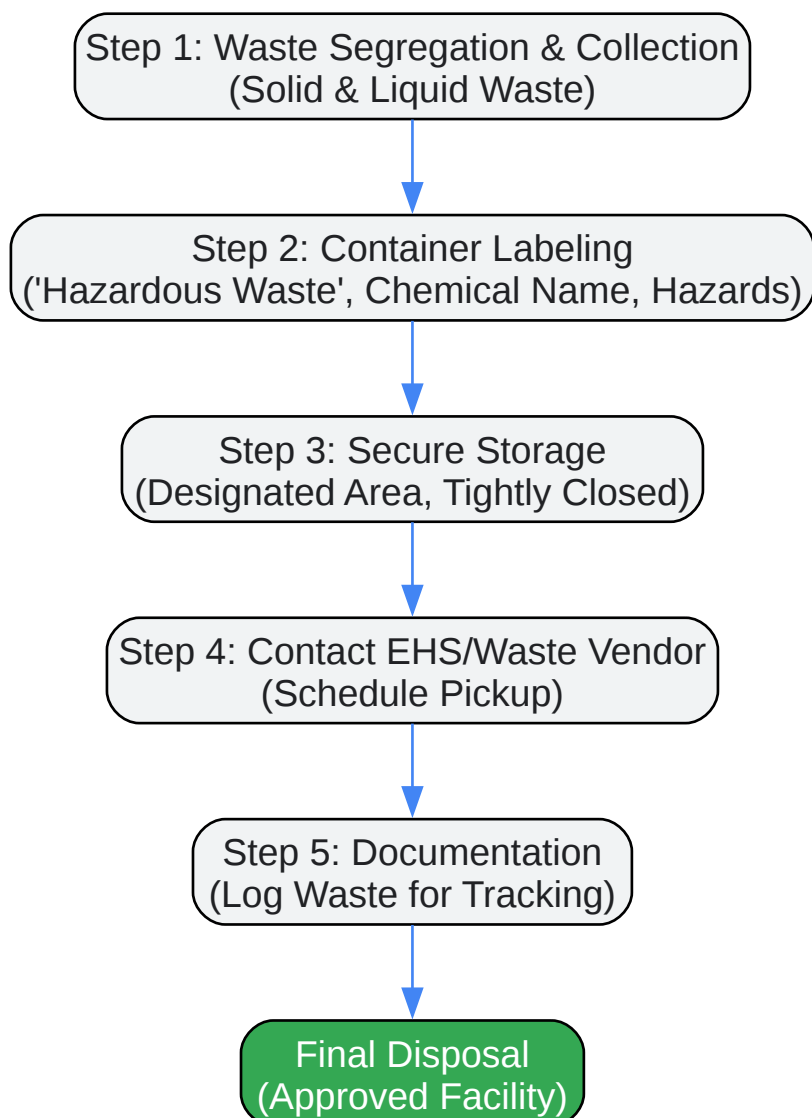 Step 1: Waste Segregation & Collection
(Solid & Liquid Waste)
Step 2: Container Labeling
('Hazardous Waste', Chemical Name, Hazards)
Step 3: Secure Storage
(Designated Area, Tightly Closed)
Step 4: Contact EHS/Waste Vendor
(Schedule Pickup)
Step 5: Documentation
(Log Waste for Tracking)
Final Disposal
(Approved Facility)